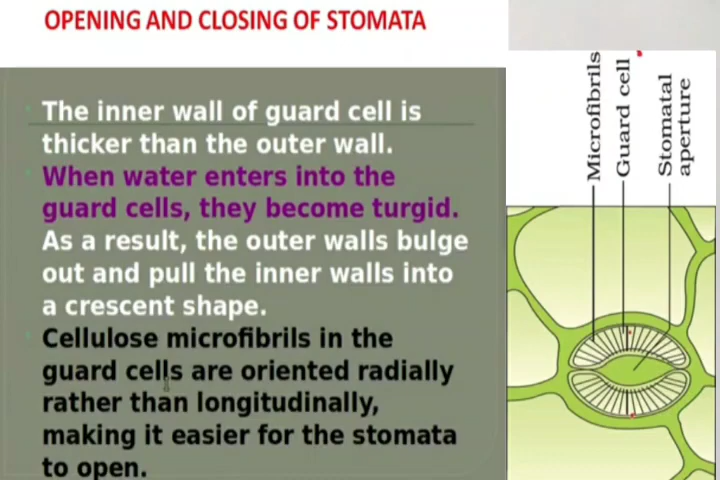 OPENING AND CLOSING OF STOMATA
The inner wall of guard cell is
thicker than the outer wall.
When water enters into the
guard cells, they become turgid.
As a result, the outer walls bulge
out and pull the inner walls into
a crescent shape.
Cellulose microfibrils in the
guard cells are oriented radially
rather than longitudinally,
making it easier for the stomata
to open.
Microfibrils
Guard cell
Stomatal
aperture